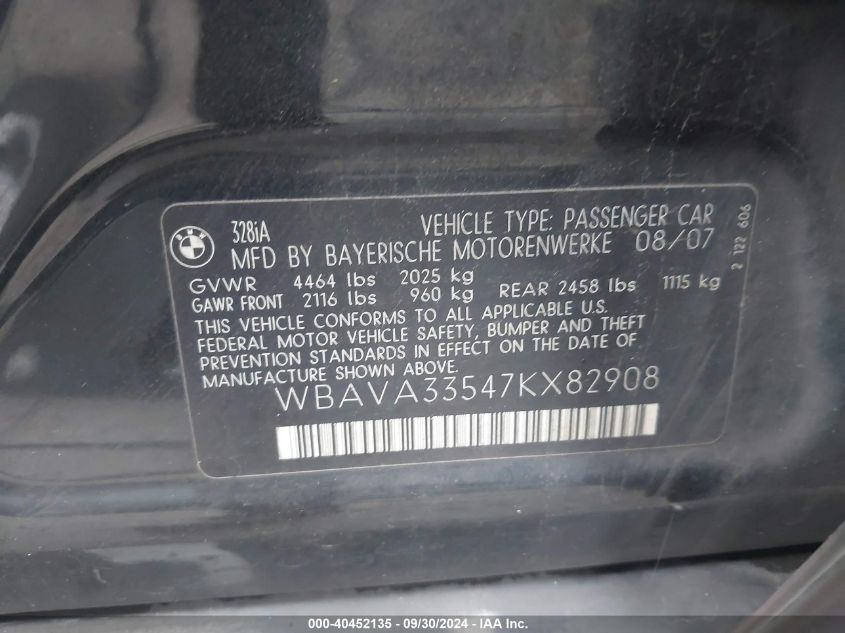 BMW
328iA
VEHICLE TYPE: PASSENGER CAR
MFD BY BAYERISCHE MOTORENWERKE 08/07
GVWR 4464 lbs 2025 kg
GAWR FRONT 2116 lbs 960 kg REAR 2458 lbs 1115 kg
THIS VEHICLE CONFORMS TO ALL APPLICABLE U.S.
FEDERAL MOTOR VEHICLE SAFETY, BUMPER AND THEFT
PREVENTION STANDARDS IN EFFECT ON THE DATE OF
MANUFACTURE SHOWN ABOVE.
WBAVA33547KX82908
2 122 606
000-40452135 - 09/30/2024 - IAA Inc.